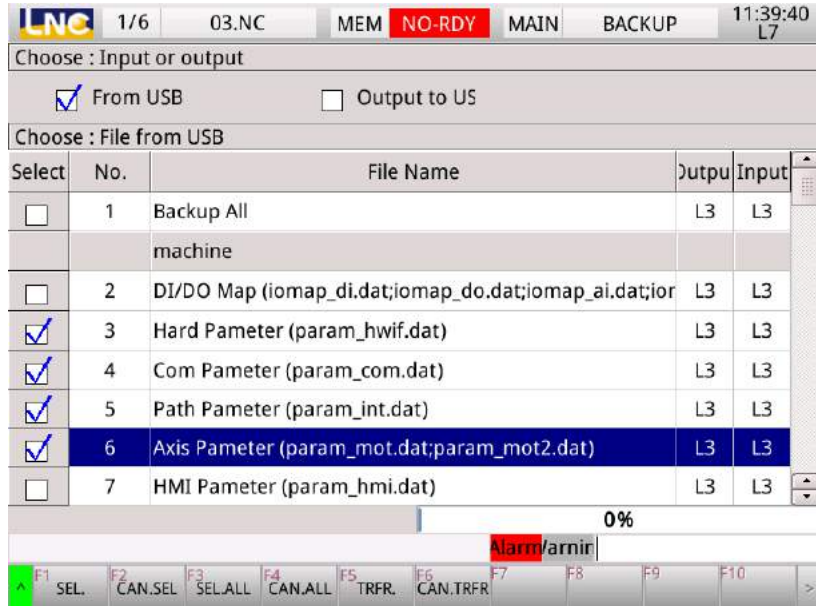 LNC 1/6 03.NC MEM NO-RDY MAIN BACKUP 11:39:40
L7
Choose : Input or output
From USB Output to US
Choose : File from USB
Select No. File Name Outpu Input
1 Backup All L3 L3
machine
2 DI/DO Map (iomap_di.dat;iomap_do.dat;iomap_ai.dat;ior L3 L3
3 Hard Pameter (param_hwif.dat) L3 L3
4 Com Pameter (param_com.dat) L3 L3
5 Path Pameter (param_int.dat) L3 L3
6 Axis Pameter (param_mot.dat;param_mot2.dat) L3 L3
7 HMI Pameter (param_hmi.dat) L3 L3
0%
Alarm/arnin
F1 F2 F3 F4 F5 F6 F7 F8 F9 F10
^ SEL. CAN.SEL SEL.ALL CAN.ALL TRFR. CAN.TRFR >